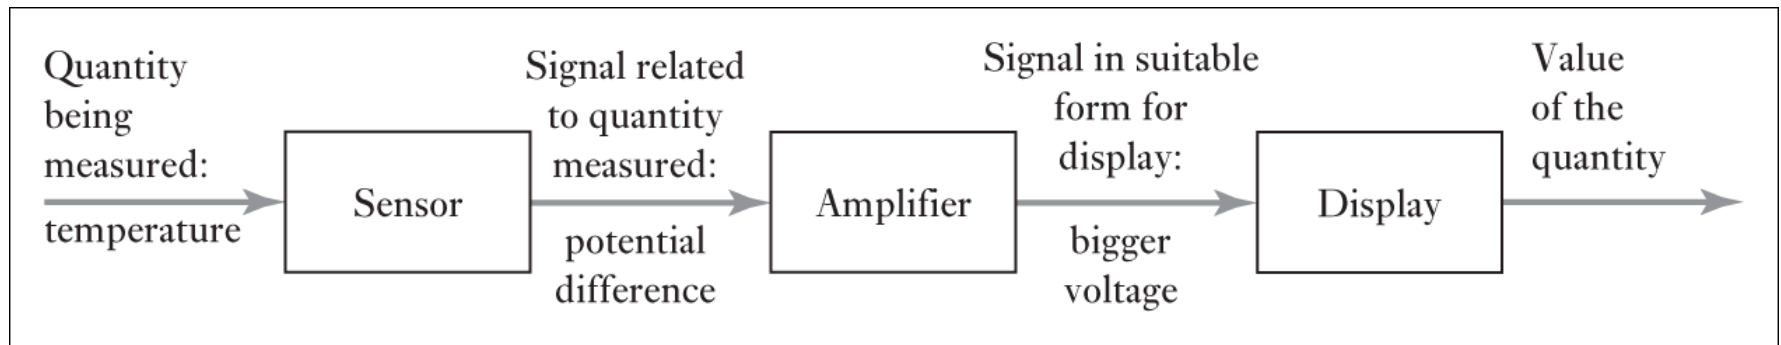 Quantity
being
measured:
temperature
Sensor
Signal related
to quantity
measured:
potential
difference
Amplifier
Signal in suitable
form for
display:
bigger
voltage
Display
Value
of the
quantity